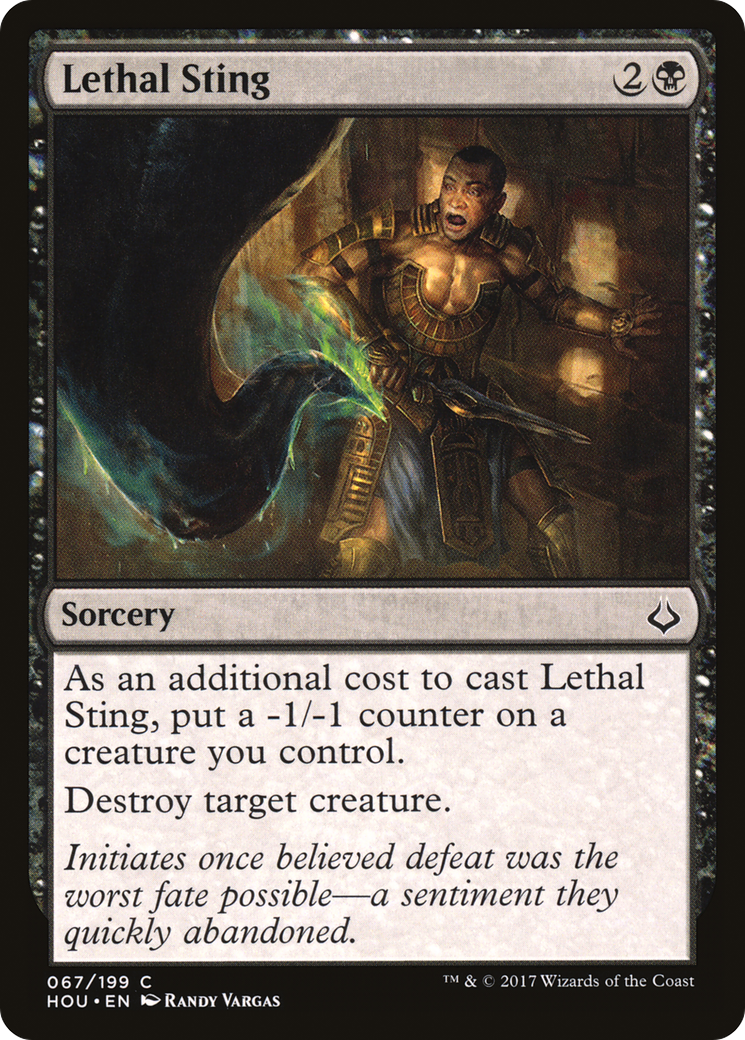 Lethal Sting 2
Sorcery
As an additional cost to cast Lethal
Sting, put a -1/-1 counter on a
creature you control.
Destroy target creature.
Initiates once believed defeat was the
worst fate possible—a sentiment they
quickly abandoned.
067/199 C ™ & © 2017 Wizards of the Coast
HOU • EN RANDY VARGAS